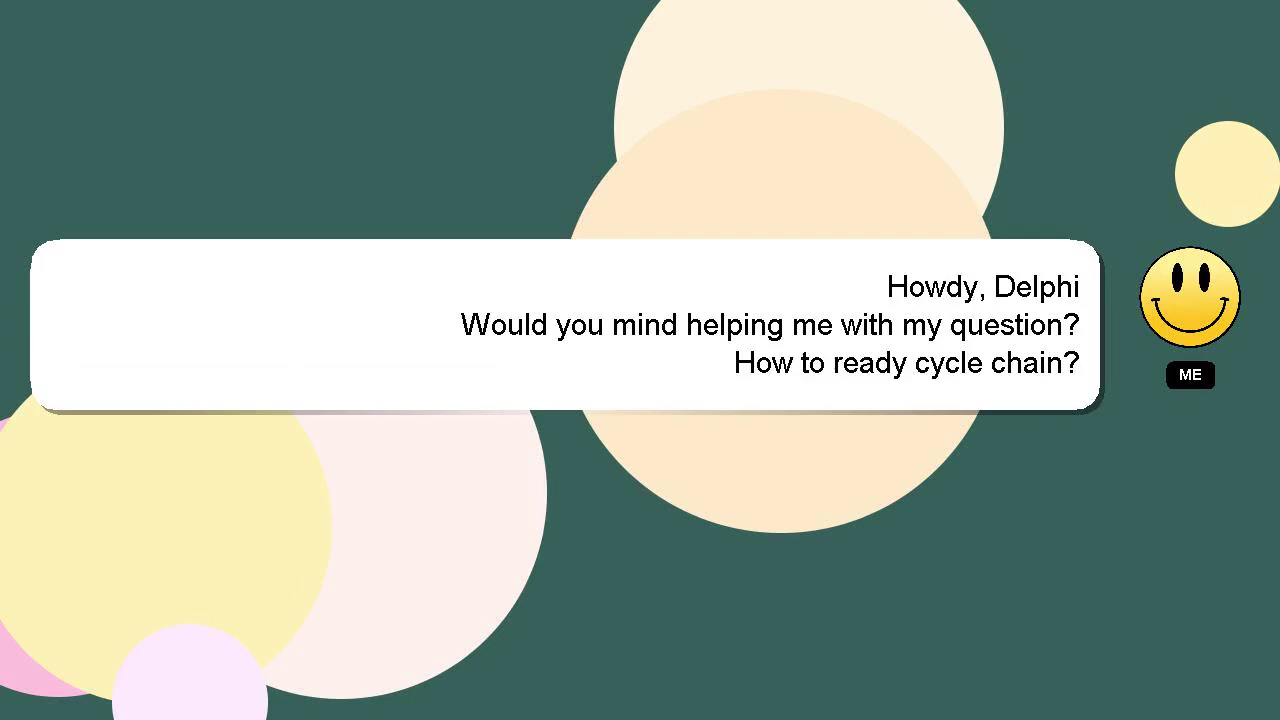 Howdy, Delphi
Would you mind helping me with my question?
How to ready cycle chain?
ME